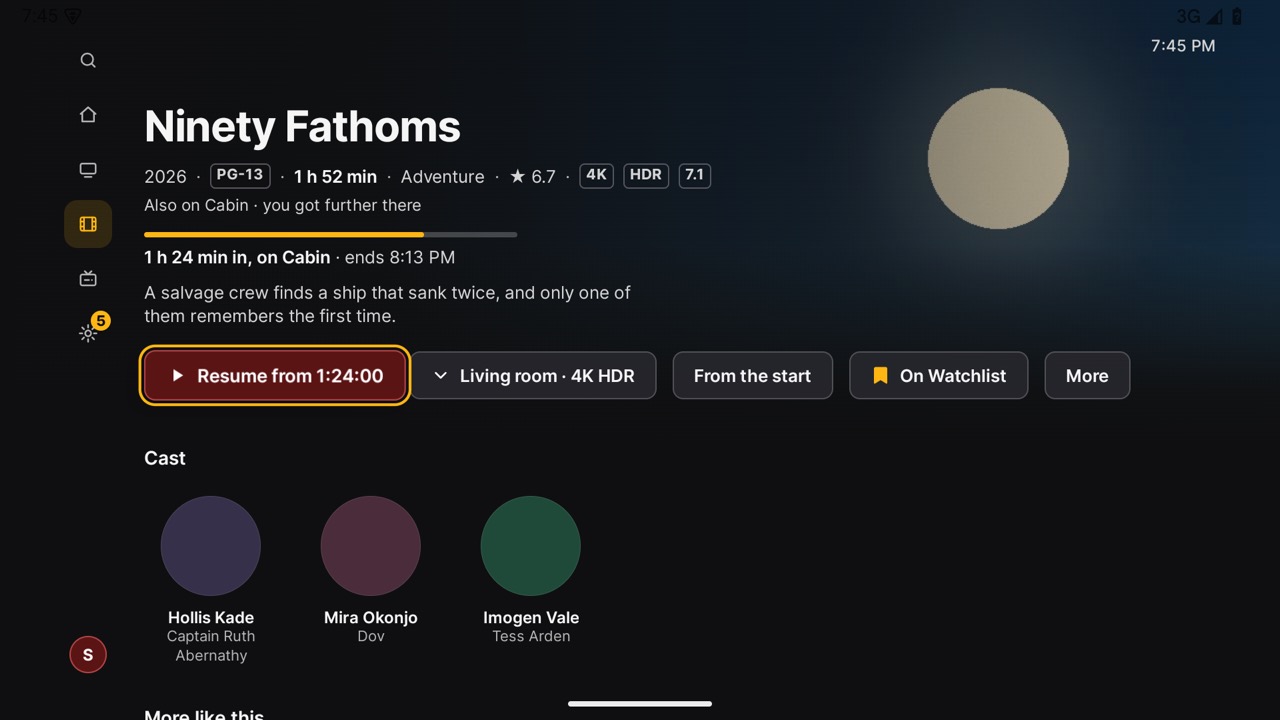 7:45
3G
7:45 PM
Ninety Fathoms
2026 · PG-13 · 1 h 52 min · Adventure · ★ 6.7 · 4K HDR 7.1
Also on Cabin · you got further there
1 h 24 min in, on Cabin · ends 8:13 PM
A salvage crew finds a ship that sank twice, and only one of
them remembers the first time.
5
Resume from 1:24:00
Living room · 4K HDR
From the start
On Watchlist
More
Cast
Hollis Kade
Captain Ruth
Abernathy
Mira Okonjo
Dov
Imogen Vale
Tess Arden
S
More like this